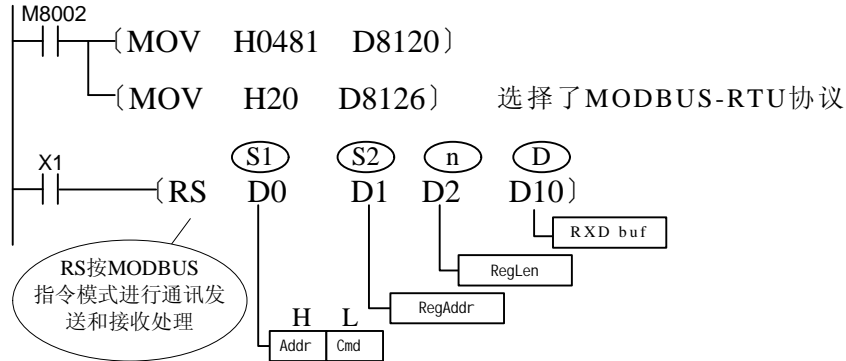 M8002
〔MOV H0481 D8120〕
〔MOV H20 D8126〕 选择了MODBUS-RTU协议
S1 S2 n D
X1
〔RS D0 D1 D2 D10〕
RXD buf
RS按MODBUS
指令模式进行通讯发
送和接收处理
RegLen
RegAddr
H L
Addr Cmd